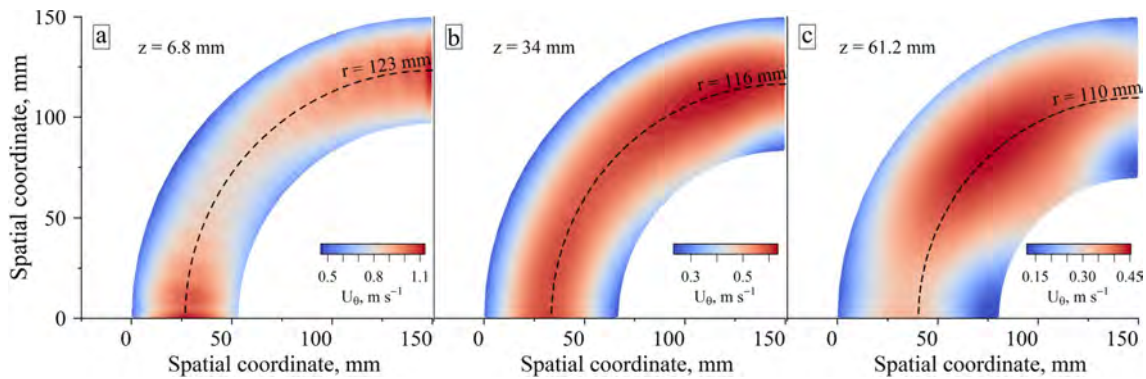 a
z = 6.8 mm
r = 123 mm
b
z = 34 mm
r = 116 mm
c
z = 61.2 mm
r = 110 mm
150
100
50
0
Spatial coordinate, mm
0.5 0.8 1.1
U_θ, m s⁻¹
0.3 0.5
U_θ, m s⁻¹
0.15 0.30 0.45
U_θ, m s⁻¹
0 50 100 150
0 50 100 150
0 50 100 150
Spatial coordinate, mm
Spatial coordinate, mm
Spatial coordinate, mm